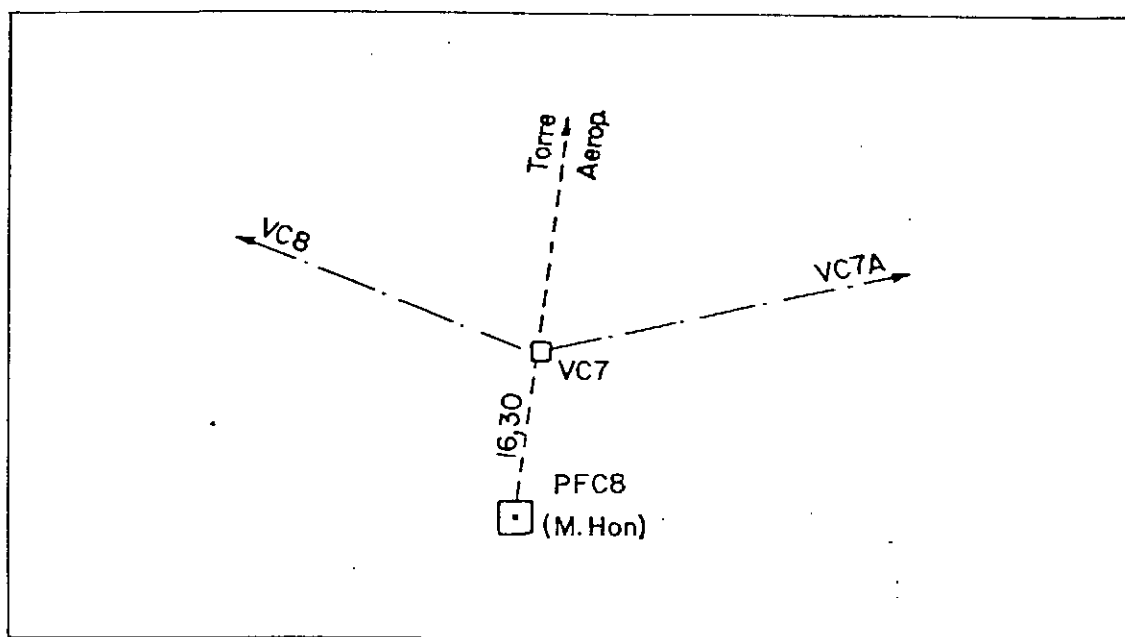 Torre
Aerop.
VC8
VC7A
VC7
16,30
PFC8
(M. Hon)